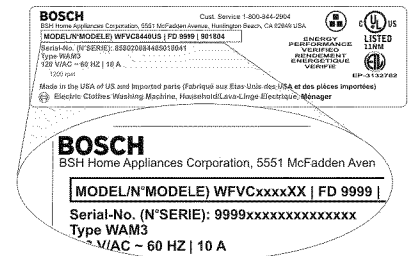 BOSCH
Cust. Service 1-800-944-2904
BSH Home Appliances Corporation, 5551 McFadden Avenue, Huntington Beach, CA 92649 USA
MODEL/N°MODELE) WFVC8440US | FD 9999 | 901804
Serial-No. (N°SERIE):
Type WAM3
120 V/AC ~ 60 HZ | 10 A
1200 rpm
Made in the USA of US and Imported parts (Fabriqué aux Etas-Unis des USA et des pièces importées)
Electric Clothes Washing Machine, Household/Lava-Linge Electrique, Ménager
ENERGY
PERFORMANCE
VERIFIED
RENDEMENT
ENERGETIQUE
VERIFIE
C UL US
LISTED
11NM
EP-3132782
BOSCH
BSH Home Appliances Corporation, 5551 McFadden Aven
MODEL/N°MODELE) WFVCxxxxXX | FD 9999 |
Serial-No. (N°SERIE): 9999xxxxxxxxxxxxxx
Type WAM3
V/AC ~ 60 HZ | 10 A